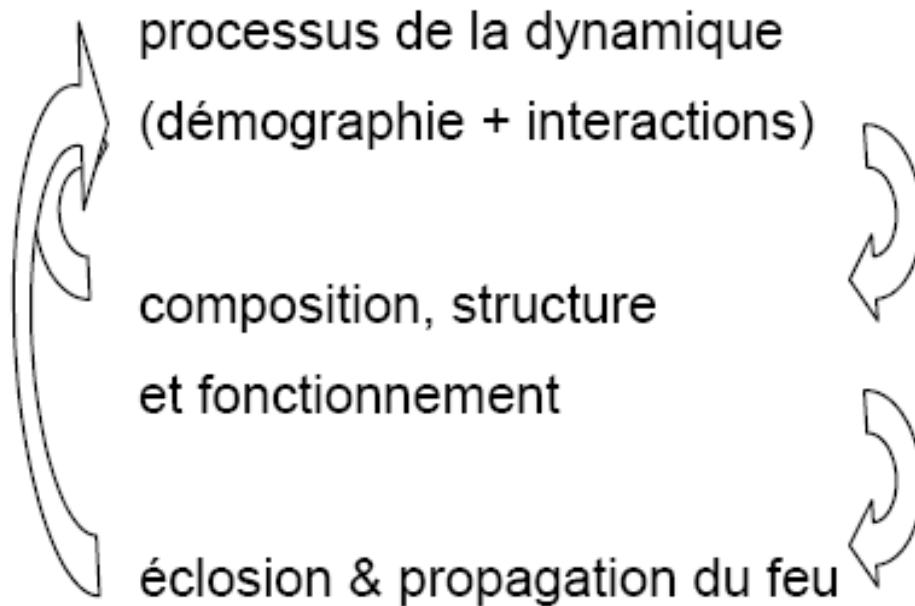 processus de la dynamique
(démographie + interactions)
composition, structure
et fonctionnement
éclosion & propagation du feu